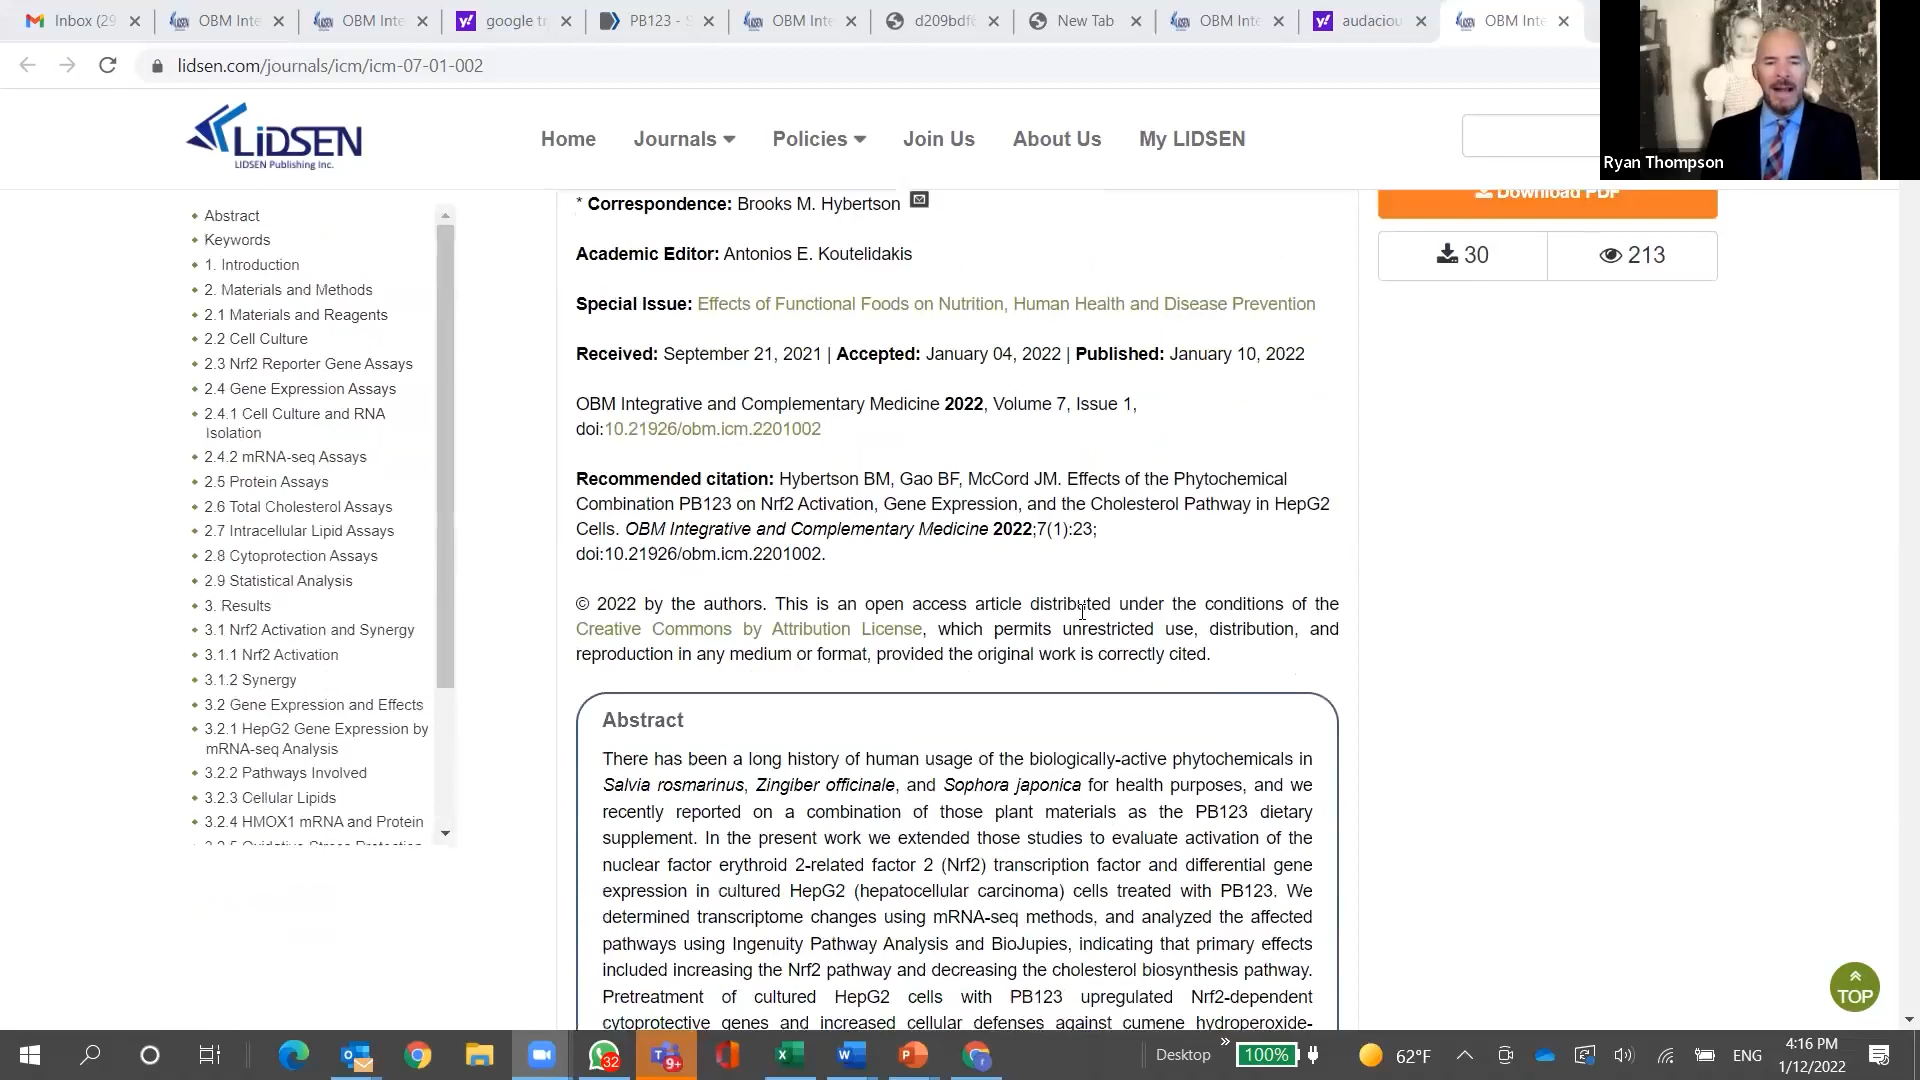 Inbox (29
OBM Inte
OBM Inte
google tr
PB123 - S
OBM Inte
d209bdf
New Tab
OBM Inte
audaciou
OBM Inte
lidsen.com/journals/icm/icm-07-01-002
LiDSEN
LIDSEN Publishing Inc.
Home
Journals
Policies
Join Us
About Us
My LIDSEN
Ryan Thompson
Abstract
Keywords
1. Introduction
2. Materials and Methods
2.1 Materials and Reagents
2.2 Cell Culture
2.3 Nrf2 Reporter Gene Assays
2.4 Gene Expression Assays
2.4.1 Cell Culture and RNA
Isolation
2.4.2 mRNA-seq Assays
2.5 Protein Assays
2.6 Total Cholesterol Assays
2.7 Intracellular Lipid Assays
2.8 Cytoprotection Assays
2.9 Statistical Analysis
3. Results
3.1 Nrf2 Activation and Synergy
3.1.1 Nrf2 Activation
3.1.2 Synergy
3.2 Gene Expression and Effects
3.2.1 HepG2 Gene Expression by
mRNA-seq Analysis
3.2.2 Pathways Involved
3.2.3 Cellular Lipids
3.2.4 HMOX1 mRNA and Protein
3.2.5 Oxidative Stress Protection
* Correspondence: Brooks M. Hybertson
Academic Editor: Antonios E. Koutelidakis
Special Issue: Effects of Functional Foods on Nutrition, Human Health and Disease Prevention
Received: September 21, 2021 | Accepted: January 04, 2022 | Published: January 10, 2022
OBM Integrative and Complementary Medicine 2022, Volume 7, Issue 1,
doi:10.21926/obm.icm.2201002
Recommended citation: Hybertson BM, Gao BF, McCord JM. Effects of the Phytochemical
Combination PB123 on Nrf2 Activation, Gene Expression, and the Cholesterol Pathway in HepG2
Cells. OBM Integrative and Complementary Medicine 2022;7(1):23;
doi:10.21926/obm.icm.2201002.
© 2022 by the authors. This is an open access article distributed under the conditions of the
Creative Commons by Attribution License, which permits unrestricted use, distribution, and
reproduction in any medium or format, provided the original work is correctly cited.
Abstract
There has been a long history of human usage of the biologically-active phytochemicals in
Salvia rosmarinus, Zingiber officinale, and Sophora japonica for health purposes, and we
recently reported on a combination of those plant materials as the PB123 dietary
supplement. In the present work we extended those studies to evaluate activation of the
nuclear factor erythroid 2-related factor 2 (Nrf2) transcription factor and differential gene
expression in cultured HepG2 (hepatocellular carcinoma) cells treated with PB123. We
determined transcriptome changes using mRNA-seq methods, and analyzed the affected
pathways using Ingenuity Pathway Analysis and BioJupies, indicating that primary effects
included increasing the Nrf2 pathway and decreasing the cholesterol biosynthesis pathway.
Pretreatment of cultured HepG2 cells with PB123 upregulated Nrf2-dependent
cytoprotective genes and increased cellular defenses against cumene hydroperoxide-
Download PDF
30
213
TOP
32
9+
Desktop
100%
62°F
ENG
4:16 PM
1/12/2022